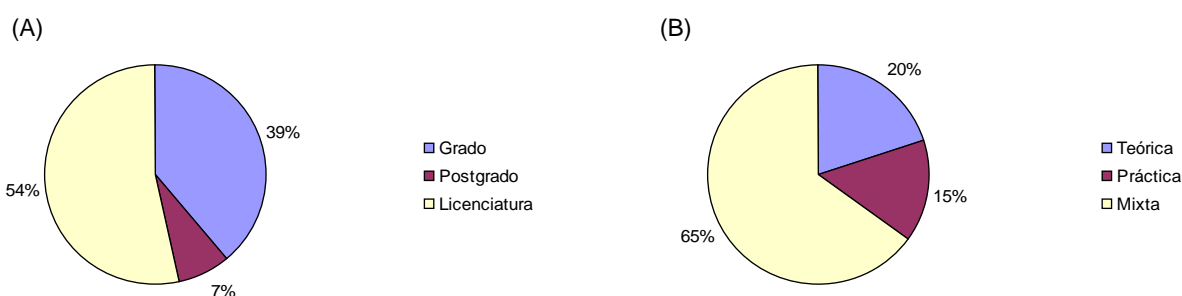 (A)
39%
7%
54%
Grado
Postgrado
Licenciatura
(B)
20%
15%
65%
Teórica
Práctica
Mixta